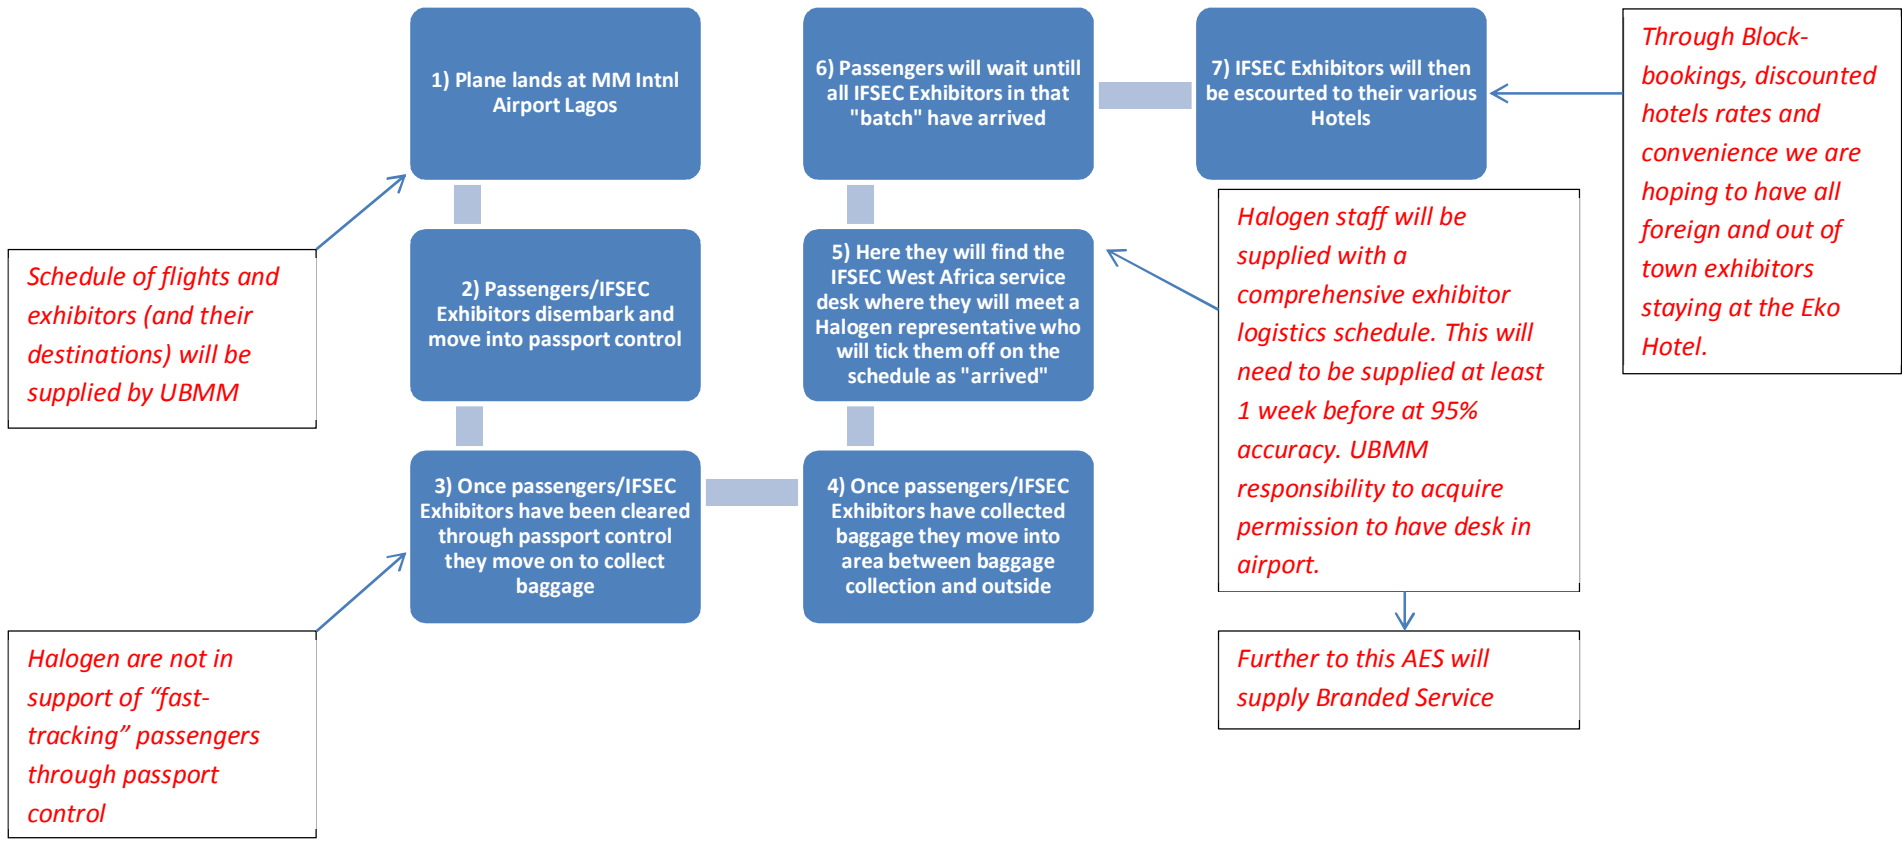 1) Plane lands at MM Intnl
Airport Lagos
2) Passengers/IFSEC
Exhibitors disembark and
move into passport control
3) Once passengers/IFSEC
Exhibitors have been cleared
through passport control
they move on to collect
baggage
4) Once passengers/IFSEC
Exhibitors have collected
baggage they move into
area between baggage
collection and outside
5) Here they will find the
IFSEC West Africa service
desk where they will meet a
Halogen representative who
will tick them off on the
schedule as "arrived"
6) Passengers will wait untill
all IFSEC Exhibitors in that
"batch" have arrived
7) IFSEC Exhibitors will then
be escourted to their various
Hotels
Schedule of flights and
exhibitors (and their
destinations) will be
supplied by UBMM
Halogen are not in
support of “fast-
tracking” passengers
through passport
control
Halogen staff will be
supplied with a
comprehensive exhibitor
logistics schedule. This will
need to be supplied at least
1 week before at 95%
accuracy. UBMM
responsibility to acquire
permission to have desk in
airport.
Further to this AES will
supply Branded Service
Through Block-
bookings, discounted
hotels rates and
convenience we are
hoping to have all
foreign and out of
town exhibitors
staying at the Eko
Hotel.